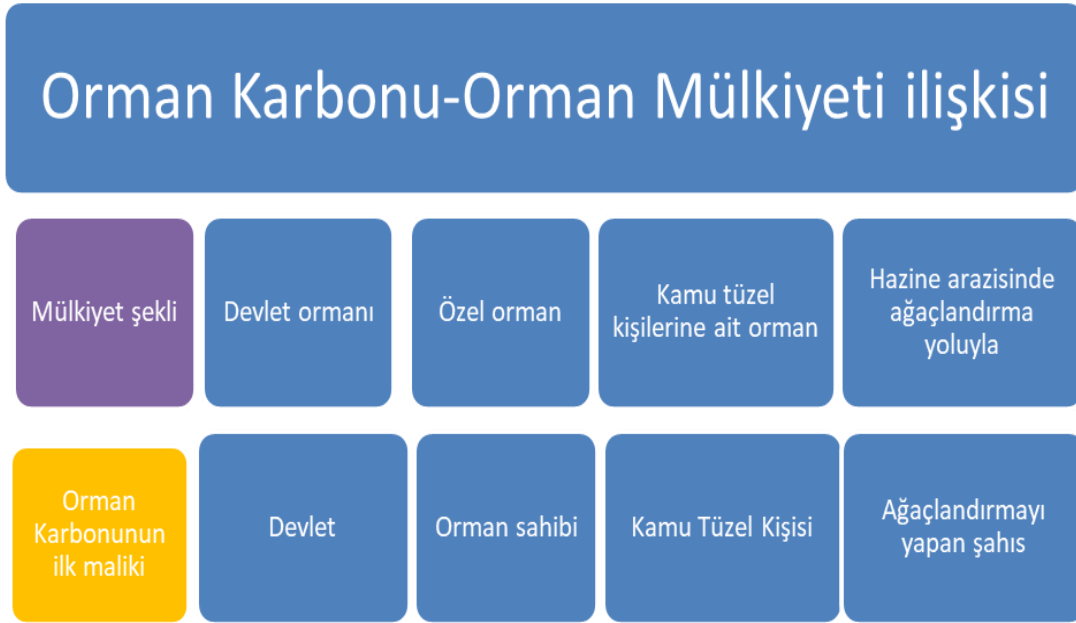 Orman Karbonu-Orman Mülkiyeti ilişkisi
Mülkiyet şekli
Devlet ormanı
Özel orman
Kamu tüzel
kişilerine ait orman
Hazine arazisinde
ağaçlandırma
yoluyla
Orman
Karbonunun
ilk maliki
Devlet
Orman sahibi
Kamu Tüzel Kişisi
Ağaçlandırmayı
yapan şahıs